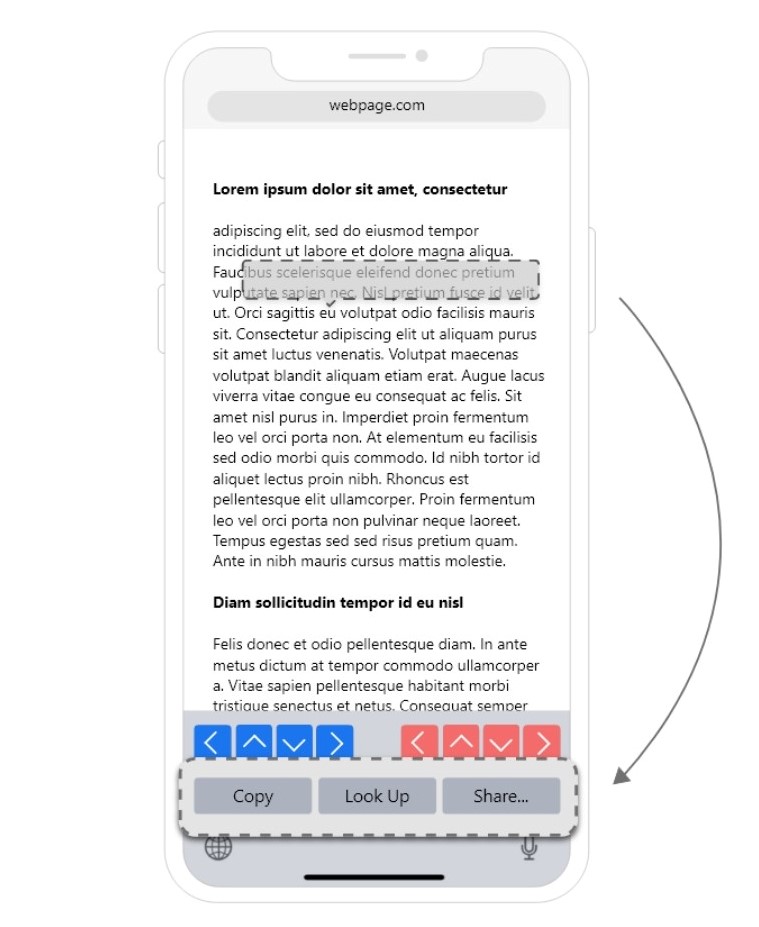 webpage.com
Lorem ipsum dolor sit amet, consectetur
adipiscing elit, sed do eiusmod tempor
incididunt ut labore et dolore magna aliqua.
Faucibus scelerisque eleifend donec pretium
vulputate sapien nec. Nisl pretium fusce id velit
ut. Orci sagittis eu volutpat odio facilisis mauris
sit. Consectetur adipiscing elit ut aliquam purus
sit amet luctus venenatis. Volutpat maecenas
volutpat blandit aliquam etiam erat. Augue lacus
viverra vitae congue eu consequat ac felis. Sit
amet nisl purus in. Imperdiet proin fermentum
leo vel orci porta non. At elementum eu facilisis
sed odio morbi quis commodo. Id nibh tortor id
aliquet lectus proin nibh. Rhoncus est
pellentesque elit ullamcorper. Proin fermentum
leo vel orci porta non pulvinar neque laoreet.
Tempus egestas sed sed risus pretium quam.
Ante in nibh mauris cursus mattis molestie.
Diam sollicitudin tempor id eu nisl
Felis donec et odio pellentesque diam. In ante
metus dictum at tempor commodo ullamcorper
a. Vitae sapien pellentesque habitant morbi
tristique senectus et netus. Consequat semper
Copy
Look Up
Share...